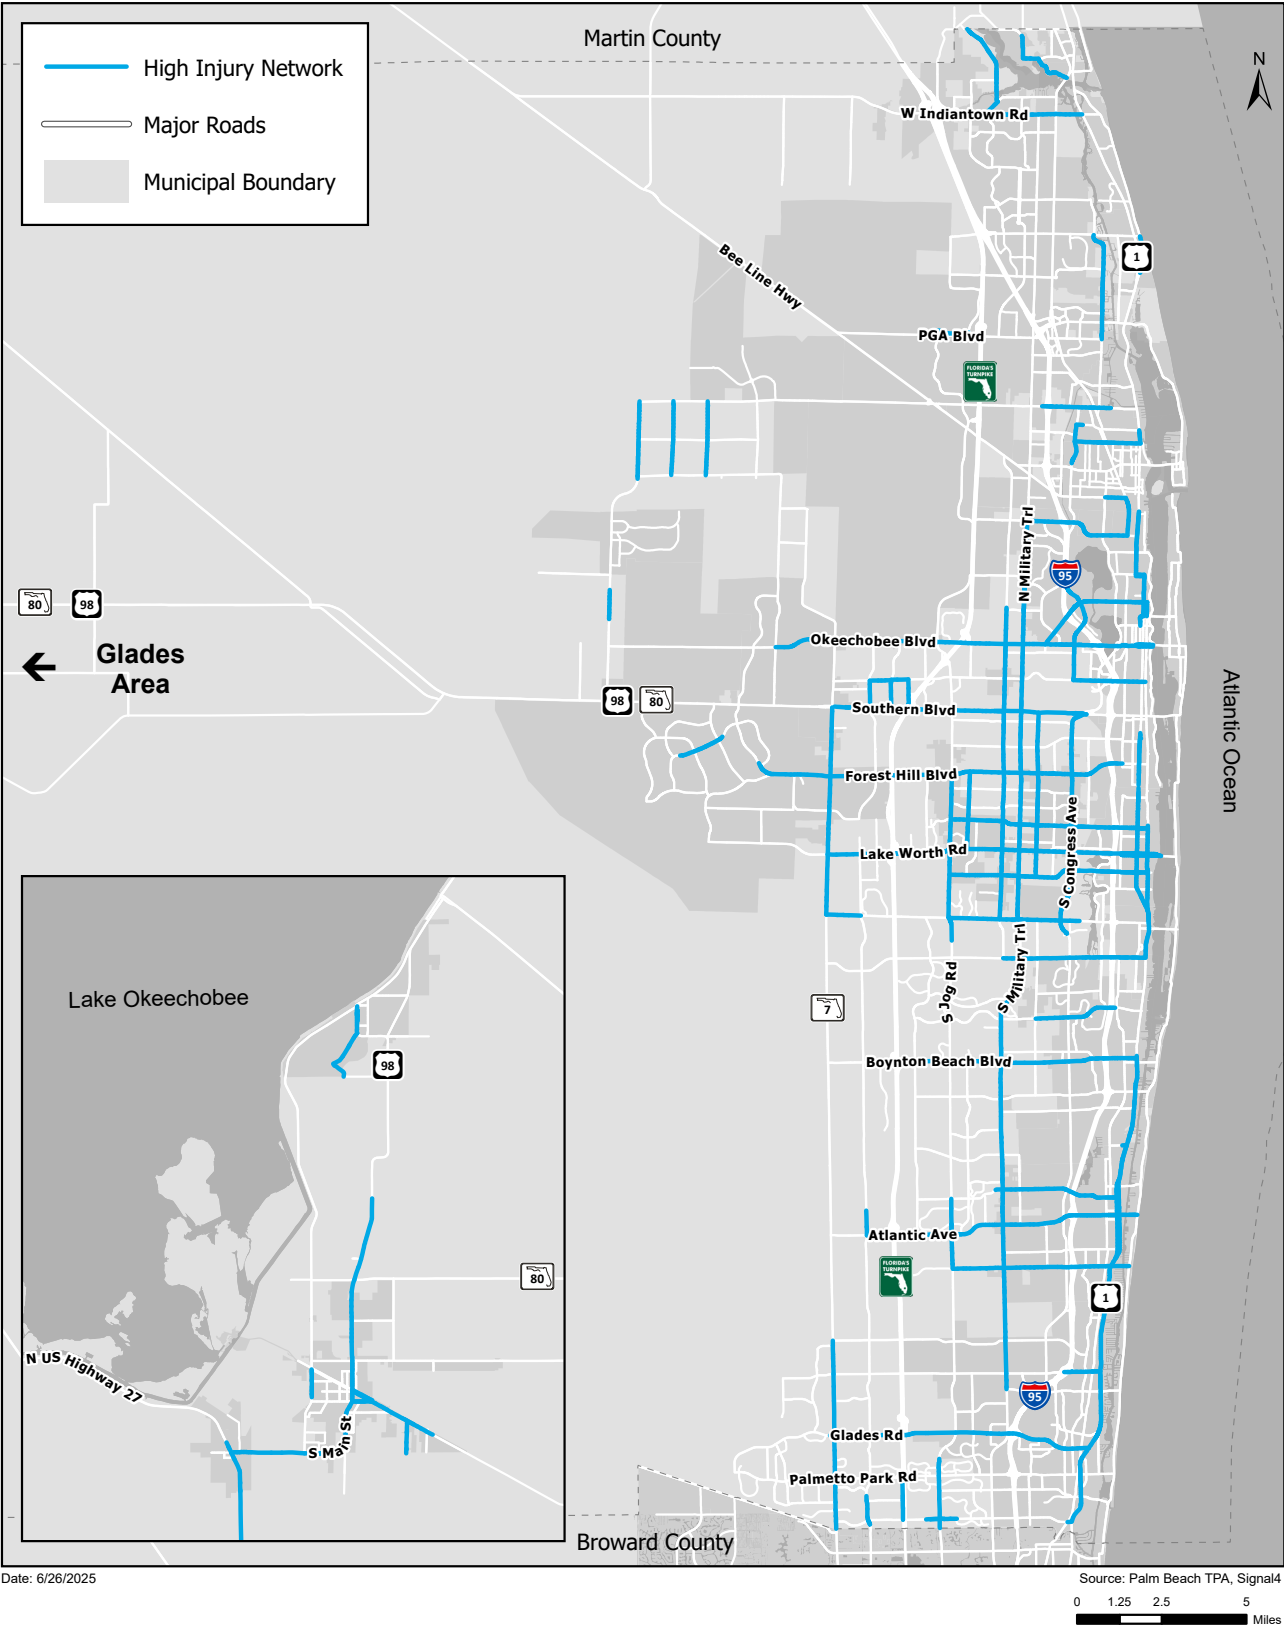 Martin County
N
High Injury Network
Major Roads
Municipal Boundary
W Indiantown Rd
Bee Line Hwy
1
PGA Blvd
FLORIDA'S
TURNPIKE
N Military Trl
95
80
98
Glades
Area
Okeechobee Blvd
98
80
Southern Blvd
Atlantic Ocean
Forest Hill Blvd
S Congress Ave
Lake Worth Rd
S Military Trl
S Jog Rd
7
Lake Okeechobee
98
Boynton Beach Blvd
Atlantic Ave
FLORIDA'S
TURNPIKE
80
1
N US Highway 27
95
S Main St
Glades Rd
Palmetto Park Rd
Broward County
Date: 6/26/2025
Source: Palm Beach TPA, Signal4
0 1.25 2.5 5
Miles